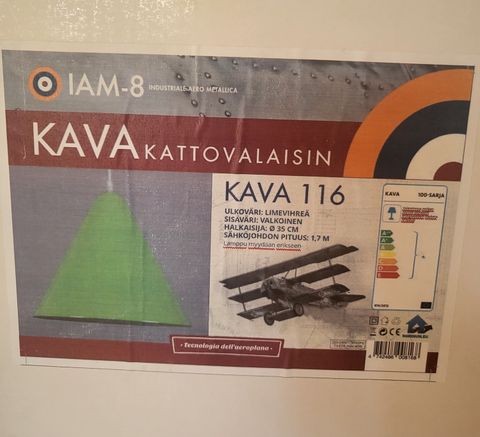 IAM-8 INDUSTRIALE-AERO METALLICA
KAVA KATTOVALAISIN
KAVA 116
ULKOVÄRI: LIMEVIHREÄ
SISÄVÄRI: VALKOINEN
HALKAISIJA: Ø 35 CM
SÄHKÖJOHDON PITUUS: 1,7 M
Lamppu myydään erikseen
KAVA 100-SARJA
A++
A+
A
B
C
D
E
· Tecnologia dell'aeroplano ·